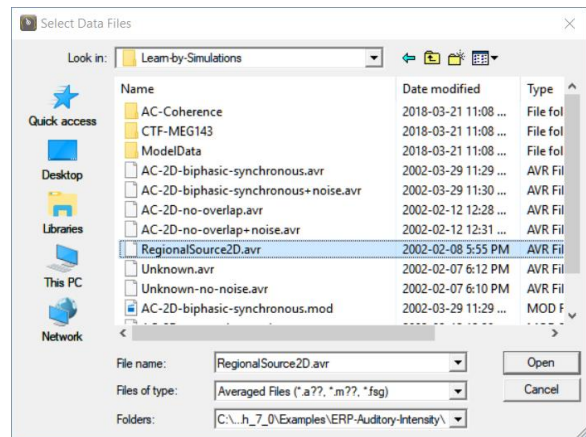 Select Data Files
Look in: Learn-by-Simulations
Name Date modified Type
Quick access
Desktop
Libraries
This PC
Network
AC-Coherence 2018-03-21 11:08 ... File fol
CTF-MEG143 2018-03-21 11:08 ... File fol
ModelData 2018-03-21 11:08 ... File fol
AC-2D-biphasic-synchronous.avr 2002-03-29 11:29 ... AVR Fil
AC-2D-biphasic-synchronous+noise.avr 2002-03-29 11:30 ... AVR Fil
AC-2D-no-overlap.avr 2002-02-12 12:28 ... AVR Fil
AC-2D-no-overlap+noise.avr 2002-02-12 12:31 ... AVR Fil
RegionalSource2D.avr 2002-02-08 5:55 PM AVR Fil
Unknown.avr 2002-02-07 6:12 PM AVR Fil
Unknown-no-noise.avr 2002-02-07 6:10 PM AVR Fil
AC-2D-biphasic-synchronous.mod 2002-03-29 11:29 ... MOD F
File name: RegionalSource2D.avr Open
Files of type: Averaged Files (*.a??, *.m??, *.fsg) Cancel
Folders: C:\...h_7_0\Examples\ERP-Auditory-Intensity\